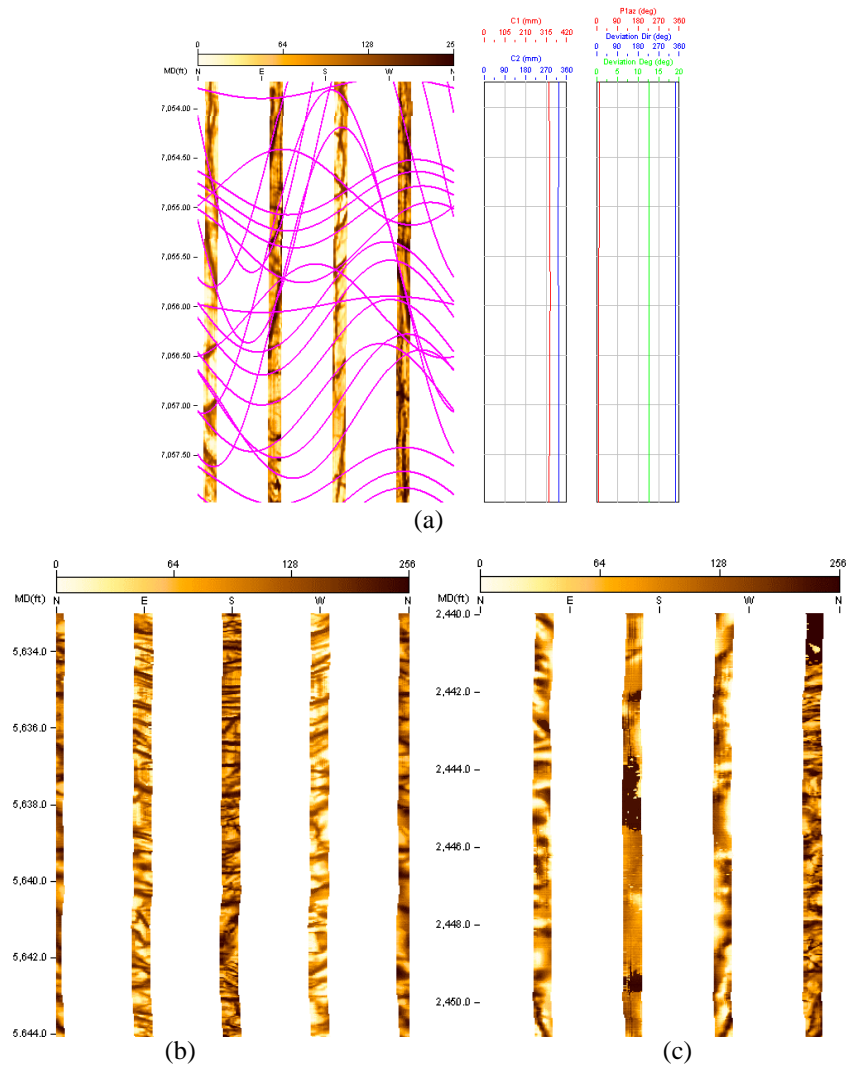 0 64 128 25
MD(ft) N E S W N
7,054.00
7,054.50
7,055.00
7,055.50
7,056.00
7,056.50
7,057.00
7,057.50
C1 (mm)
0 105 210 315 420
C2 (mm)
0 90 180 270 360
P1az (deg)
0 90 180 270 360
Deviation Dir (deg)
0 90 180 270 360
Deviation Deg (deg)
0 5 10 15 20
(a)
0 64 128 256
MD(ft) N E S W N
5,634.0
5,636.0
5,638.0
5,640.0
5,642.0
5,644.0
(b)
0 64 128 256
MD(ft) N E S W N
2,440.0
2,442.0
2,444.0
2,446.0
2,448.0
2,450.0
(c)